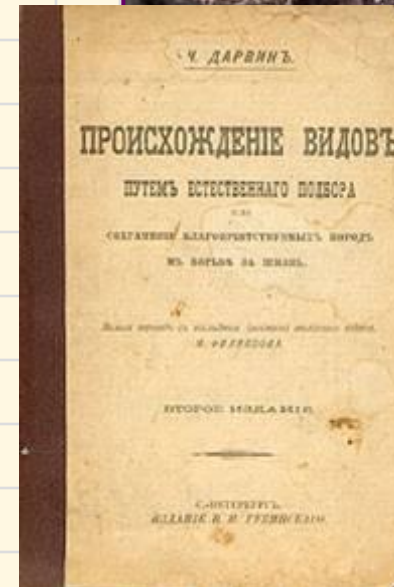 Ч. ДАРВИНЪ.
ПРОИСХОЖДЕНІЕ ВИДОВЪ
ПУТЕМЪ ЕСТЕСТВЕННАГО ПОДБОРА
ИЛИ
СОХРАНЕНІЕ БЛАГОПРІЯТСТВУЕМЫХЪ ПОРОДЪ
ВЪ БОРЬБѢ ЗА ЖИЗНЬ.
М. ФИЛИППОВА
ВТОРОЕ ИЗДАНІЕ
С.-ПЕТЕРБУРГЪ.
ИЗДАНІЕ В. И. ГУБИНСКАГО